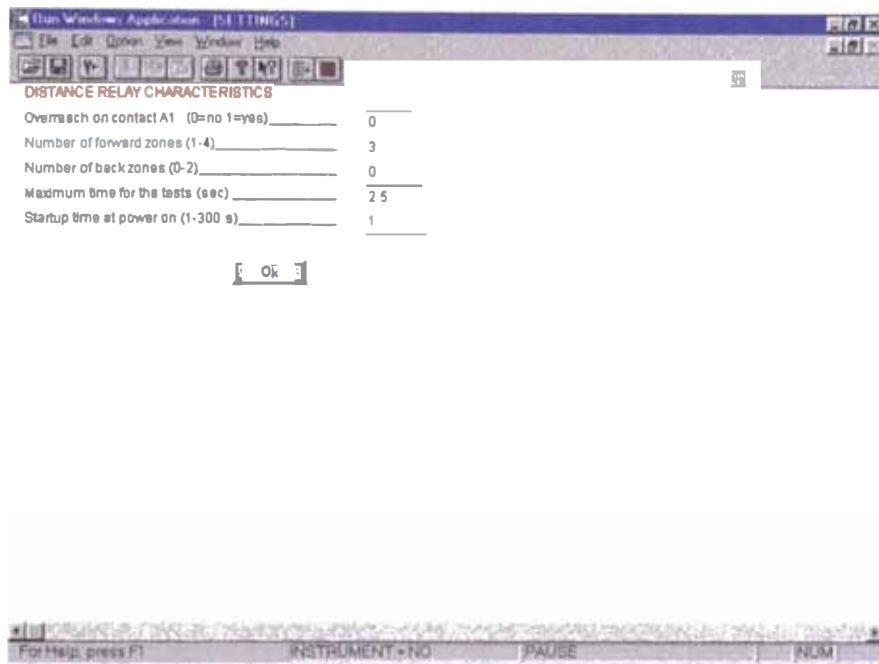 Run Windows Application - [SETTINGS]
File Edit Option View Window Help
DISTANCE RELAY CHARACTERISTICS
Overreach on contact A1 (0=no 1=yes) 0
Number of forward zones (1-4) 3
Number of back zones (0-2) 0
Maximum time for the tests (sec) 2 5
Startup time at power on (1-300 s) 1
Ok
For Help, press F1 INSTRUMENT - NO PAUSE NUM